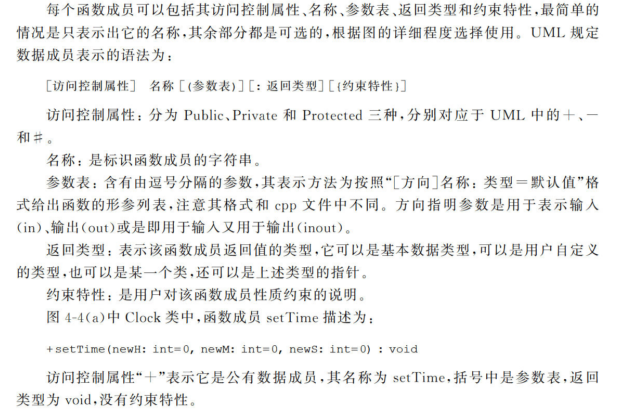 每个函数成员可以包括其访问控制属性、名称、参数表、返回类型和约束特性,最简单的
情况是只表示出它的名称,其余部分都是可选的,根据图的详细程度选择使用。UML 规定
数据成员表示的语法为:
[访问控制属性] 名称[(参数表)][:返回类型][{约束特性}]
访问控制属性:分为 Public、Private 和 Protected 三种,分别对应于 UML 中的+、-
和#。
名称:是标识函数成员的字符串。
参数表:含有由逗号分隔的参数,其表示方法为按照“[方向]名称:类型=默认值”格
式给出函数的形参列表,注意其格式和 cpp 文件中不同。方向指明参数是用于表示输入
(in)、输出(out)或是即用于输入又用于输出(inout)。
返回类型:表示该函数成员返回值的类型,它可以是基本数据类型,可以是用户自定义
的类型,也可以是某一个类,还可以是上述类型的指针。
约束特性:是用户对该函数成员性质约束的说明。
图 4-4(a)中 Clock 类中,函数成员 setTime 描述为:
+setTime(newH: int=0, newM: int=0, newS: int=0) : void
访问控制属性“+”表示它是公有数据成员,其名称为 setTime,括号中是参数表,返回
类型为 void,没有约束特性。